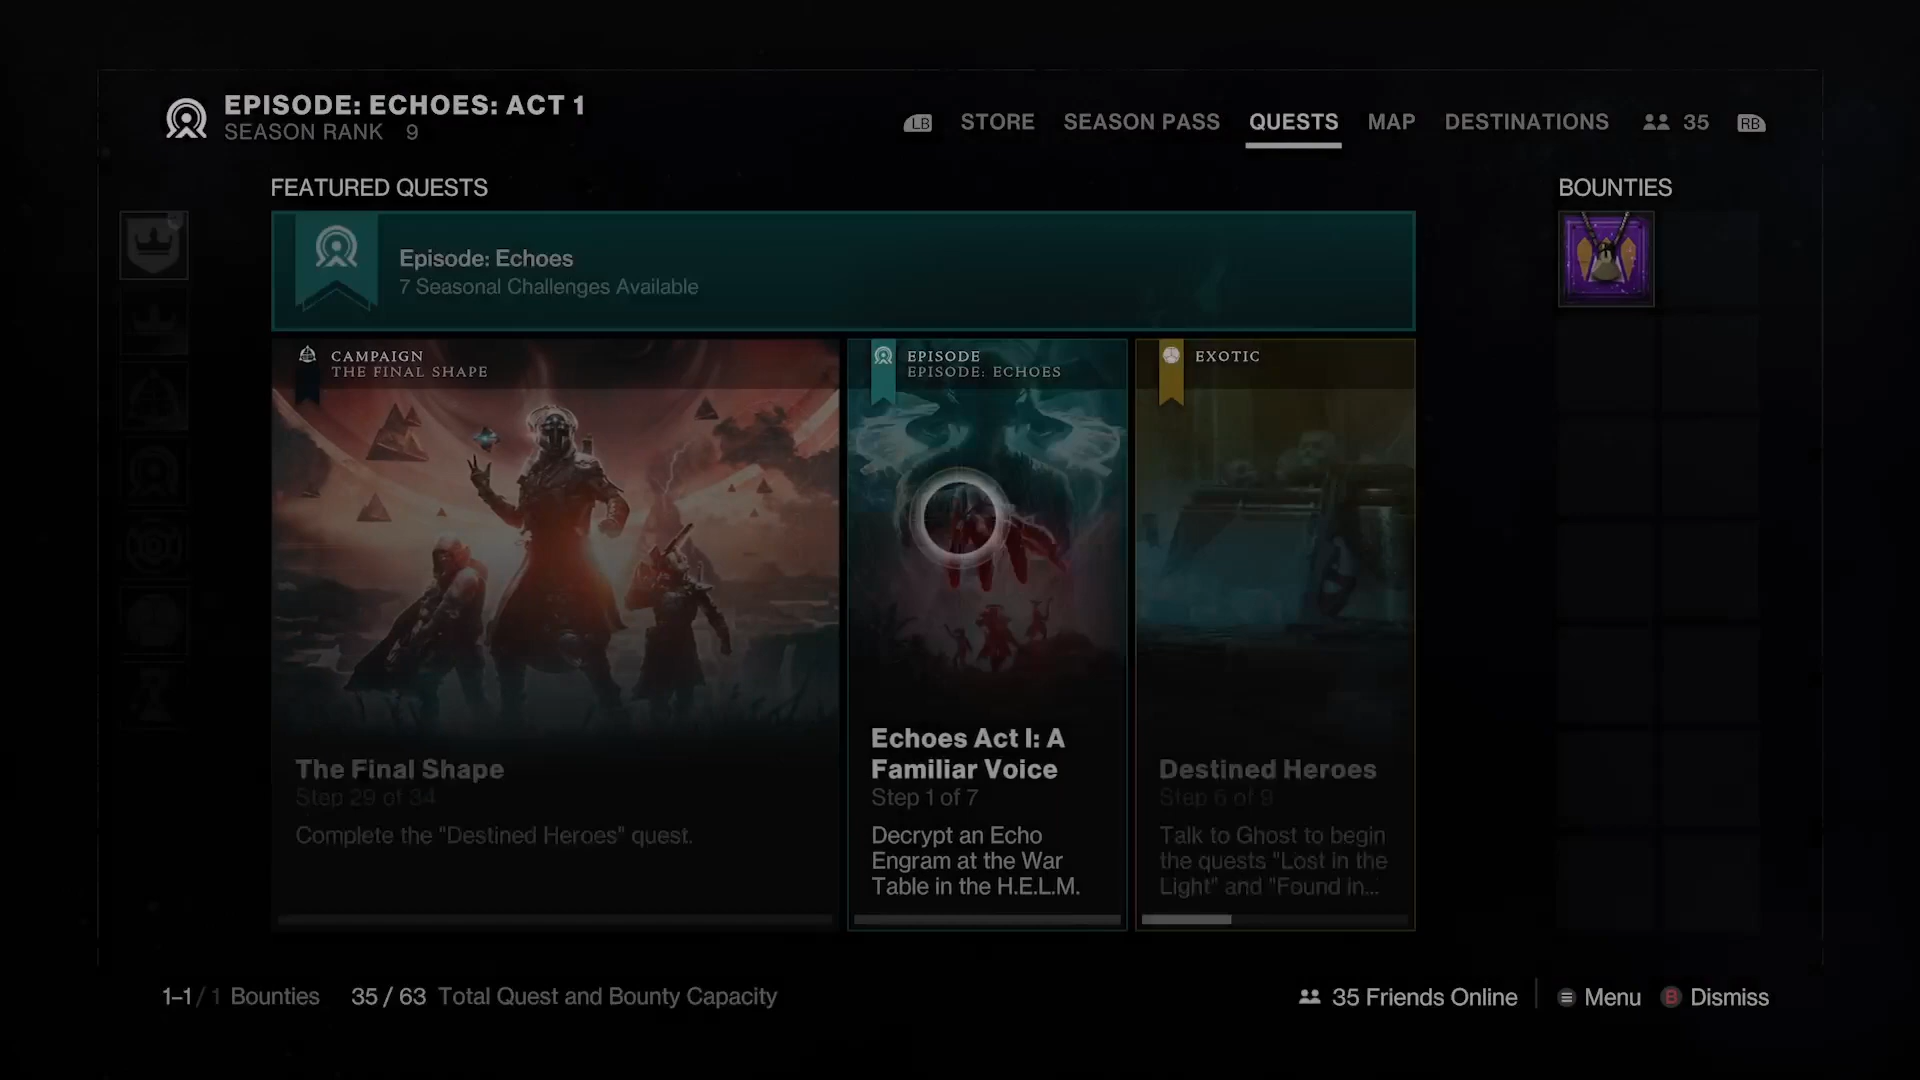 EPISODE: ECHOES: ACT 1
SEASON RANK 9
LB STORE SEASON PASS QUESTS MAP DESTINATIONS 35 RB
FEATURED QUESTS
BOUNTIES
Episode: Echoes
7 Seasonal Challenges Available
CAMPAIGN
THE FINAL SHAPE
The Final Shape
Step 29 of 34
Complete the "Destined Heroes" quest.
EPISODE
EPISODE: ECHOES
Echoes Act I: A
Familiar Voice
Step 1 of 7
Decrypt an Echo
Engram at the War
Table in the H.E.L.M.
EXOTIC
Destined Heroes
Step 6 of 9
Talk to Ghost to begin
the quests "Lost in the
Light" and "Found in...
1–1 / 1 Bounties 35 / 63 Total Quest and Bounty Capacity
35 Friends Online Menu B Dismiss